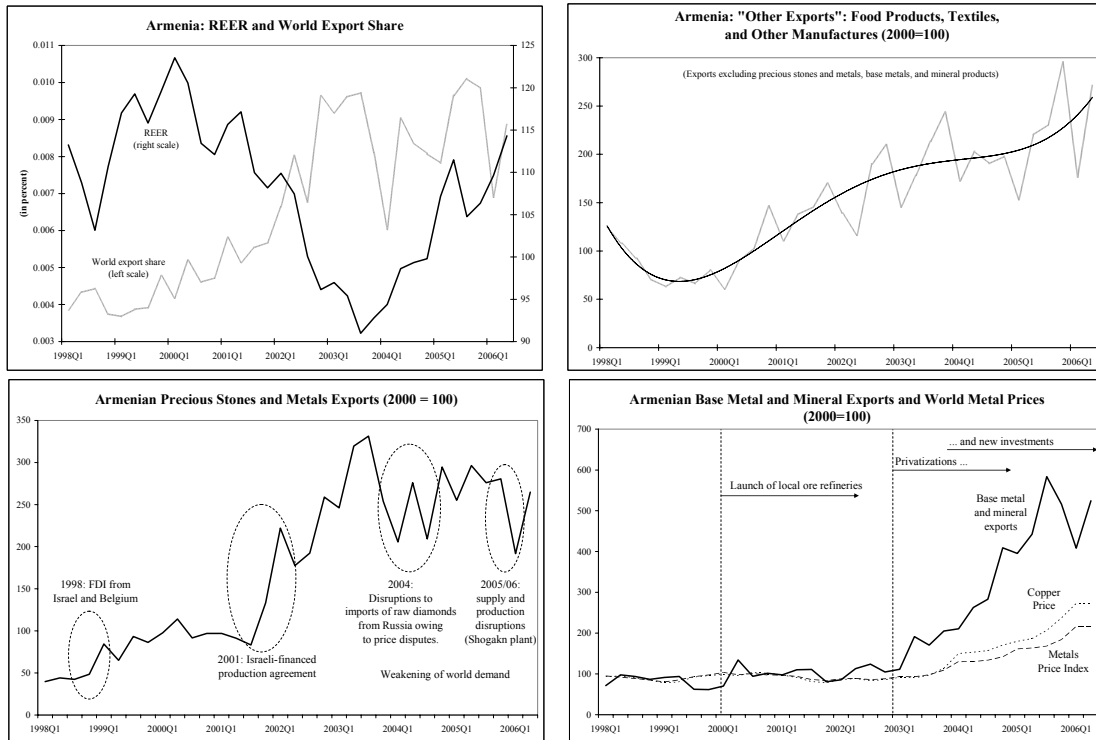 Armenia: REER and World Export Share
0.011
0.010
0.009
0.008
0.007
0.006
0.005
0.004
0.003
(in percent)
125
120
115
110
105
100
95
90
REER
(right scale)
World export share
(left scale)
1998Q1 1999Q1 2000Q1 2001Q1 2002Q1 2003Q1 2004Q1 2005Q1 2006Q1
Armenia: "Other Exports": Food Products, Textiles,
and Other Manufactures (2000=100)
(Exports excluding precious stones and metals, base metals, and mineral products)
300
250
200
150
100
50
0
1998Q1 1999Q1 2000Q1 2001Q1 2002Q1 2003Q1 2004Q1 2005Q1 2006Q1
Armenian Precious Stones and Metals Exports (2000 = 100)
350
300
250
200
150
100
50
0
1998: FDI from
Israel and Belgium
2001: Israeli-financed
production agreement
2004:
Disruptions to
imports of raw diamonds
from Russia owing
to price disputes.
2005/06:
supply and
production
disruptions
(Shogakn plant)
Weakening of world demand
1998Q1 1999Q1 2000Q1 2001Q1 2002Q1 2003Q1 2004Q1 2005Q1 2006Q1
Armenian Base Metal and Mineral Exports and World Metal Prices
(2000=100)
700
600
500
400
300
200
100
0
... and new investments
Privatizations ...
Launch of local ore refineries
Base metal
and mineral
exports
Copper
Price
Metals
Price Index
1998Q1 1999Q1 2000Q1 2001Q1 2002Q1 2003Q1 2004Q1 2005Q1 2006Q1